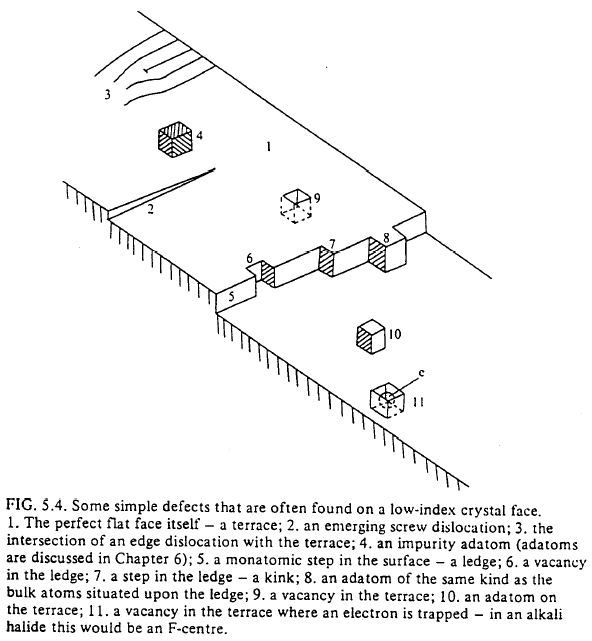 3
4
1
2
9
8
7
6
5
10
e
11
FIG. 5.4. Some simple defects that are often found on a low-index crystal face.
1. The perfect flat face itself – a terrace; 2. an emerging screw dislocation; 3. the
intersection of an edge dislocation with the terrace; 4. an impurity adatom (adatoms
are discussed in Chapter 6); 5. a monatomic step in the surface – a ledge; 6. a vacancy
in the ledge; 7. a step in the ledge – a kink; 8. an adatom of the same kind as the
bulk atoms situated upon the ledge; 9. a vacancy in the terrace; 10. an adatom on
the terrace; 11. a vacancy in the terrace where an electron is trapped – in an alkali
halide this would be an F-centre.